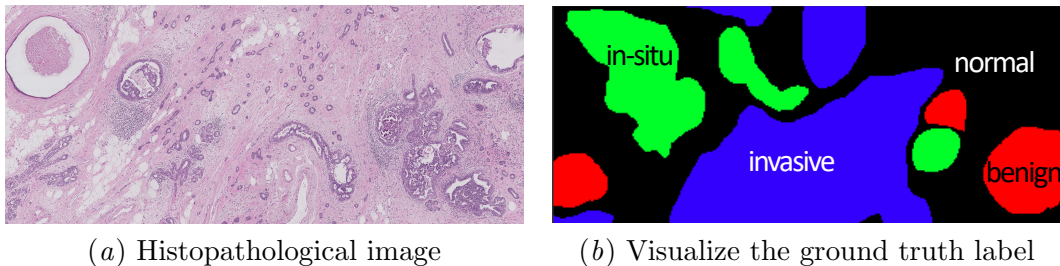 in-situ
normal
invasive
benign
(a) Histopathological image
(b) Visualize the ground truth label